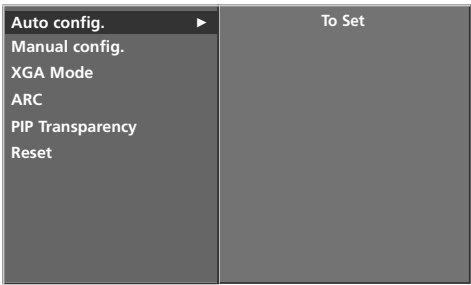 Auto config. ► To Set
Manual config.
XGA Mode
ARC
PIP Transparency
Reset